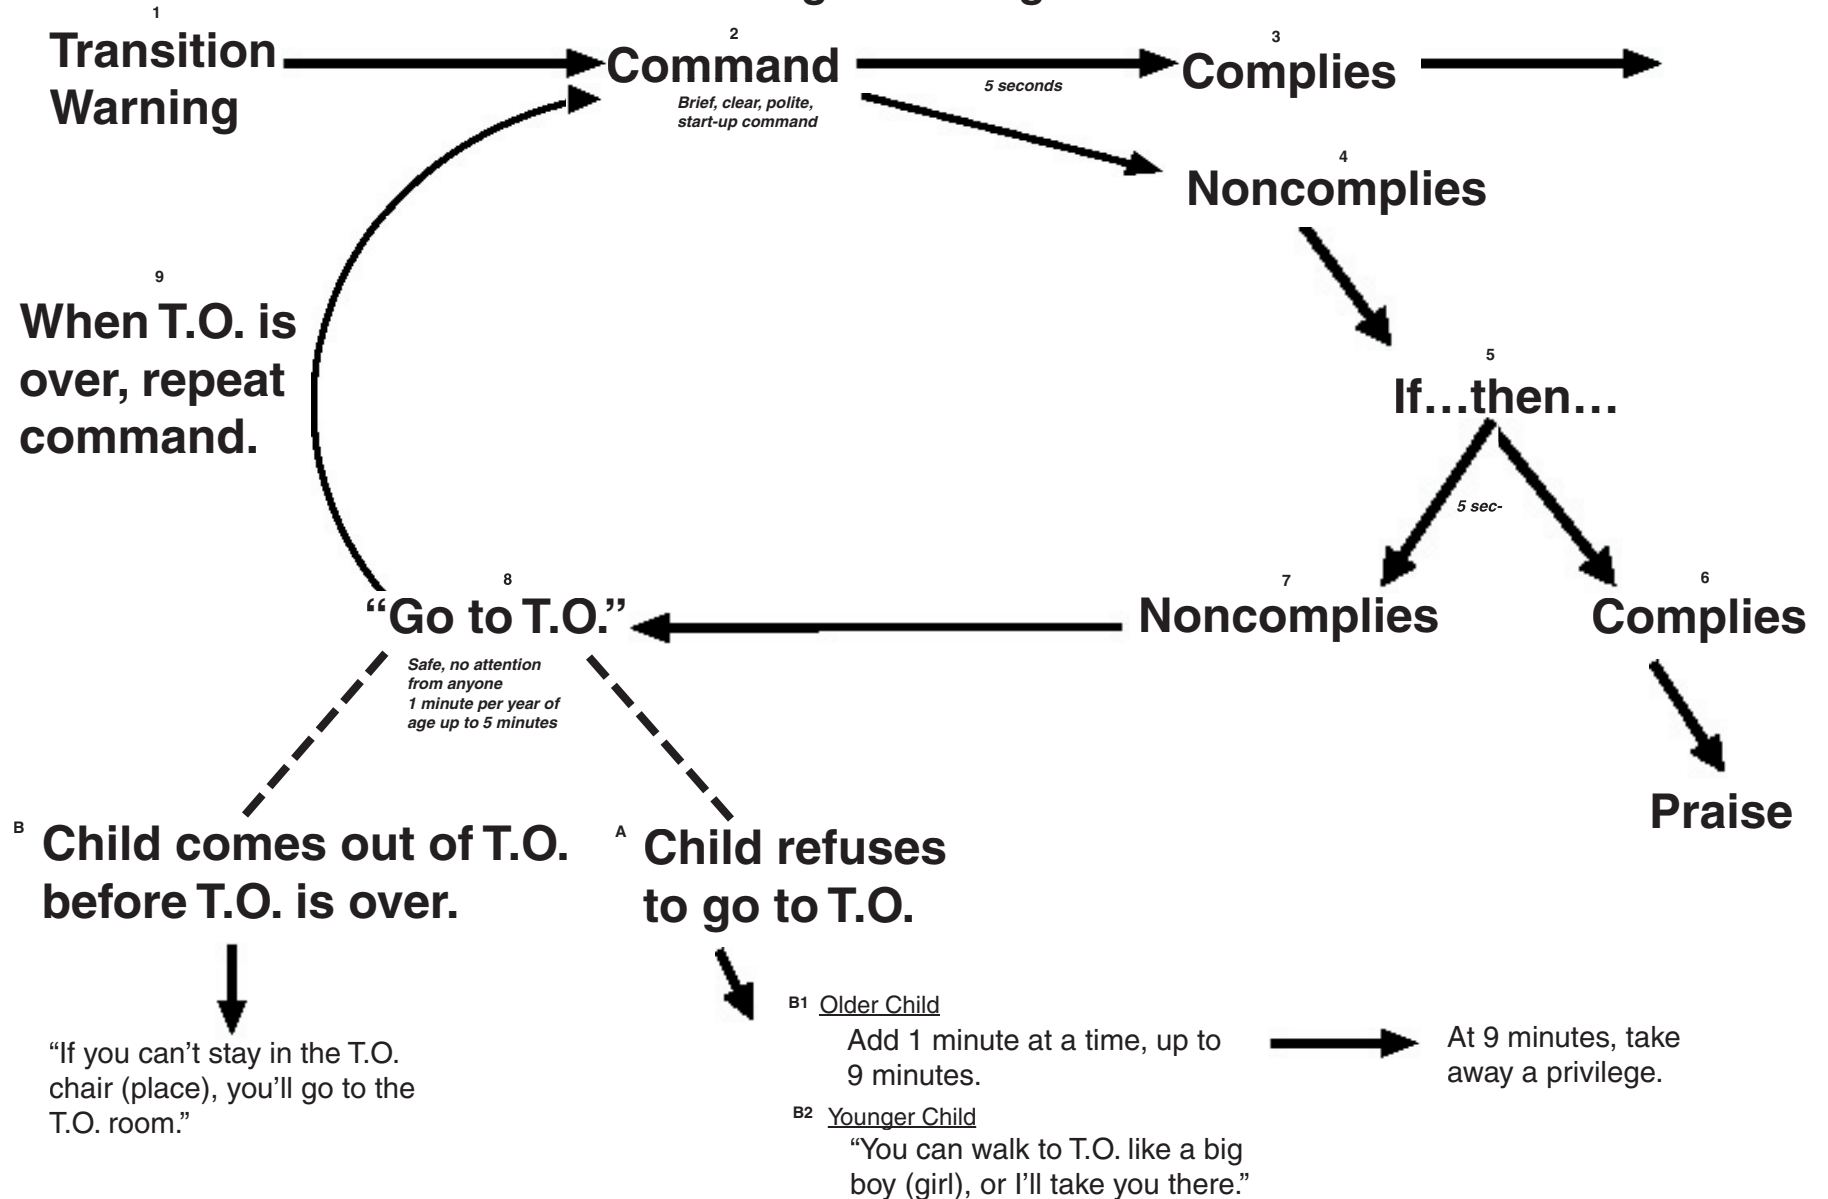 1
Transition
Warning
2
Command
Brief, clear, polite,
start-up command
5 seconds
3
Complies
4
Noncomplies
5
If…then…
5 sec-
6
Complies
Praise
7
Noncomplies
8
“Go to T.O.”
Safe, no attention
from anyone
1 minute per year of
age up to 5 minutes
9
When T.O. is
over, repeat
command.
B
Child comes out of T.O.
before T.O. is over.
“If you can’t stay in the T.O.
chair (place), you’ll go to the
T.O. room.”
A
Child refuses
to go to T.O.
B1 Older Child
Add 1 minute at a time, up to
9 minutes.
At 9 minutes, take
away a privilege.
B2 Younger Child
“You can walk to T.O. like a big
boy (girl), or I’ll take you there.”